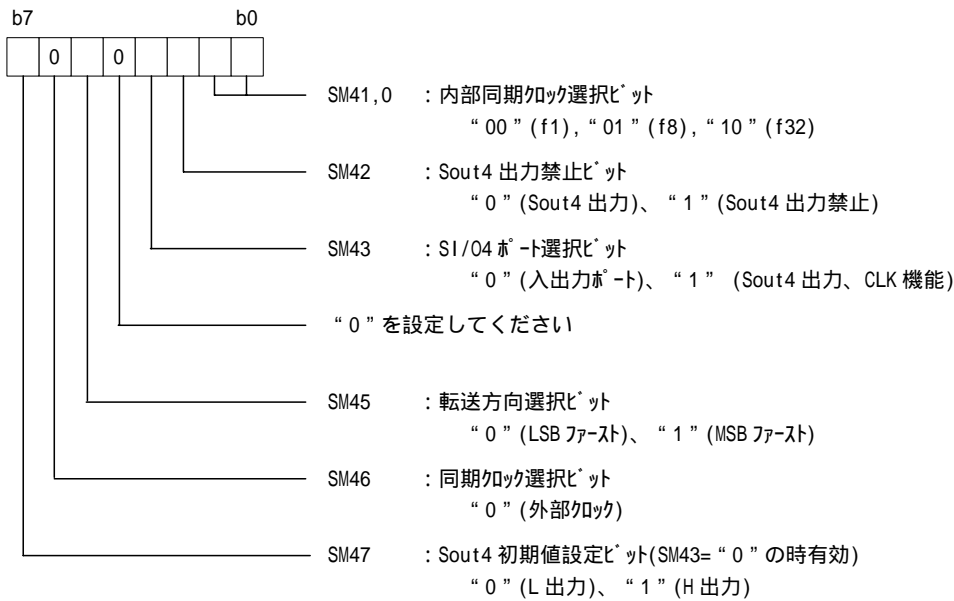 b7 b0
0 0
SM41,0 : 内部同期ｸﾛｯｸ選択ﾋﾞｯﾄ
“00”(f1), “01”(f8), “10”(f32)
SM42 : Sout4 出力禁止ﾋﾞｯﾄ
“0”(Sout4 出力)、 “1”(Sout4 出力禁止)
SM43 : SI/O4 ﾎﾟｰﾄ選択ﾋﾞｯﾄ
“0”(入出力ﾎﾟｰﾄ)、 “1” (Sout4 出力、CLK 機能)
“0”を設定してください
SM45 : 転送方向選択ﾋﾞｯﾄ
“0”(LSB ﾌｧｰｽﾄ)、 “1”(MSB ﾌｧｰｽﾄ)
SM46 : 同期ｸﾛｯｸ選択ﾋﾞｯﾄ
“0”(外部ｸﾛｯｸ)
SM47 : Sout4 初期値設定ﾋﾞｯﾄ(SM43=“0”の時有効)
“0”(L 出力)、 “1”(H 出力)